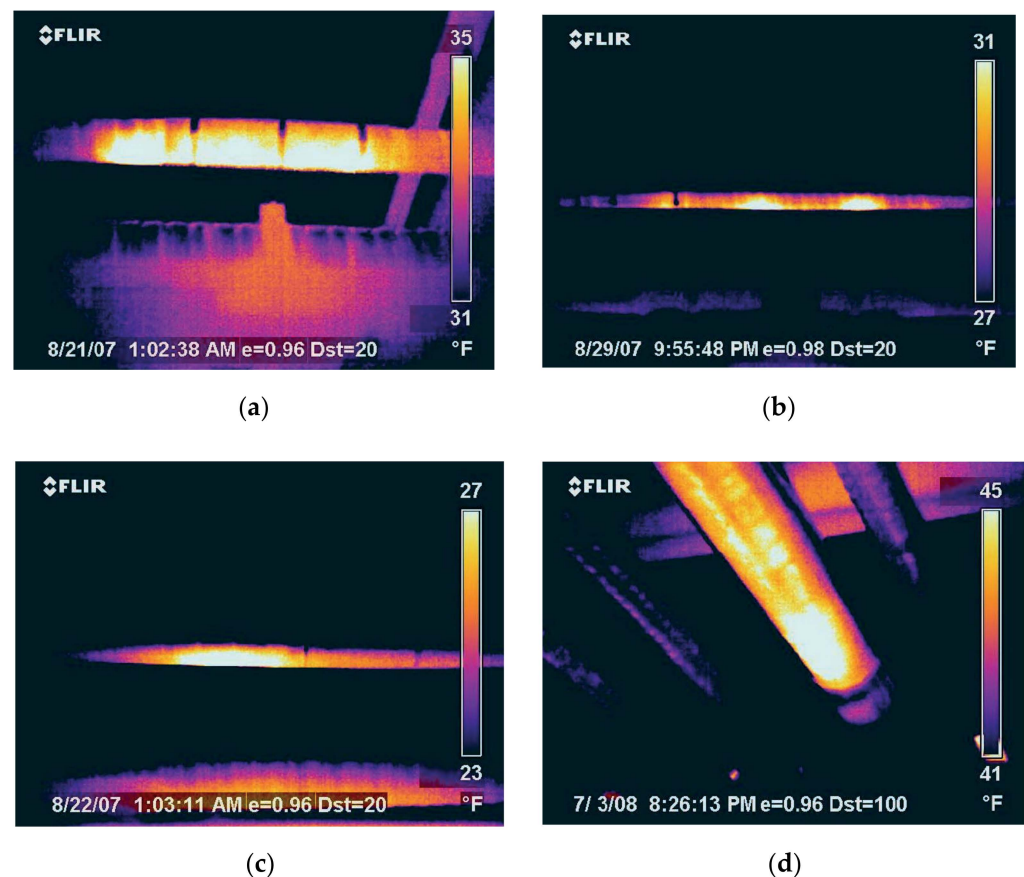 FLIR
35
31
8/21/07 1:02:38 AM e=0.96 Dst=20 °F
(a)
FLIR
31
27
8/29/07 9:55:48 PM e=0.98 Dst=20 °F
(b)
FLIR
27
23
8/22/07 1:03:11 AM e=0.96 Dst=20 °F
(c)
FLIR
45
41
7/ 3/08 8:26:13 PM e=0.96 Dst=100 °F
(d)